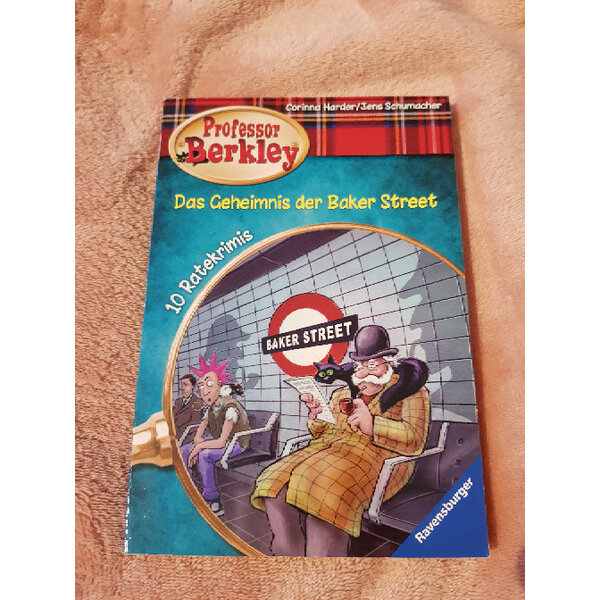 Corinna Harder/Jens Schumacher
Professor
Berkley
Das Geheimnis der Baker Street
10 Ratekrimis
BAKER STREET
Ravensburger